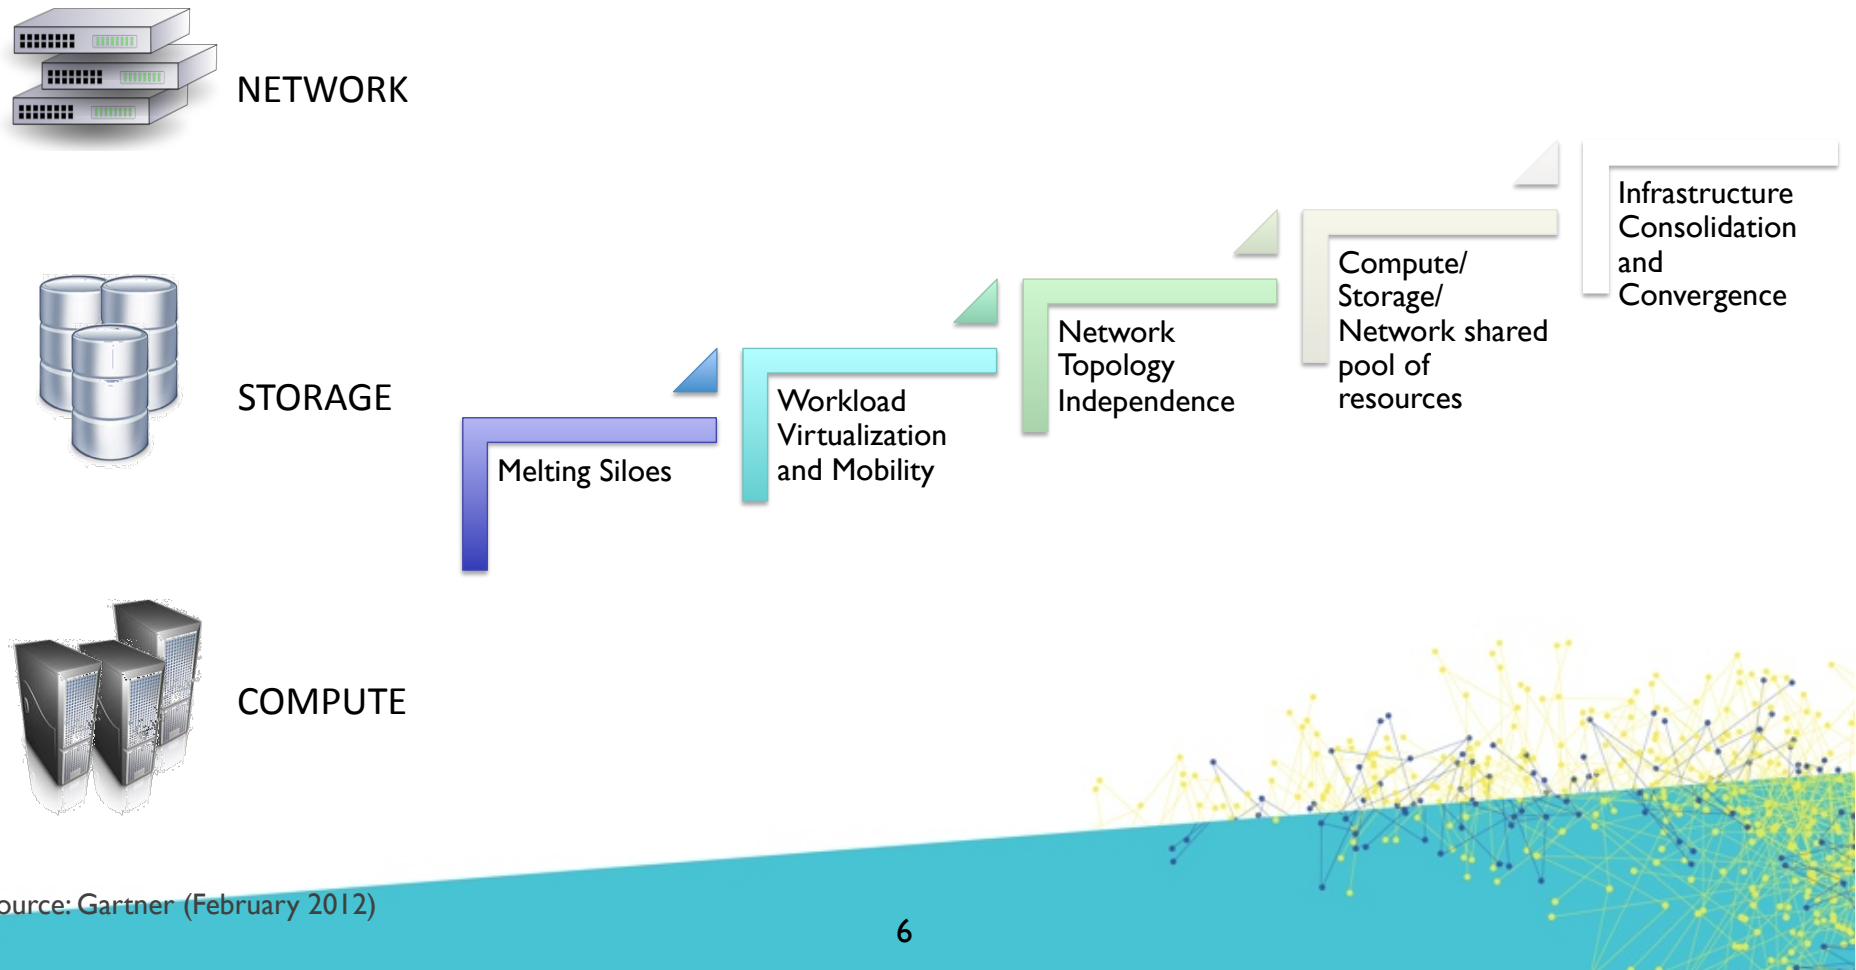 NETWORK
Infrastructure
Consolidation
and
Convergence
Compute/
Storage/
Network shared
pool of
resources
Network
Topology
Independence
STORAGE
Workload
Virtualization
and Mobility
Melting Siloes
COMPUTE
ource: Gartner (February 2012)
6